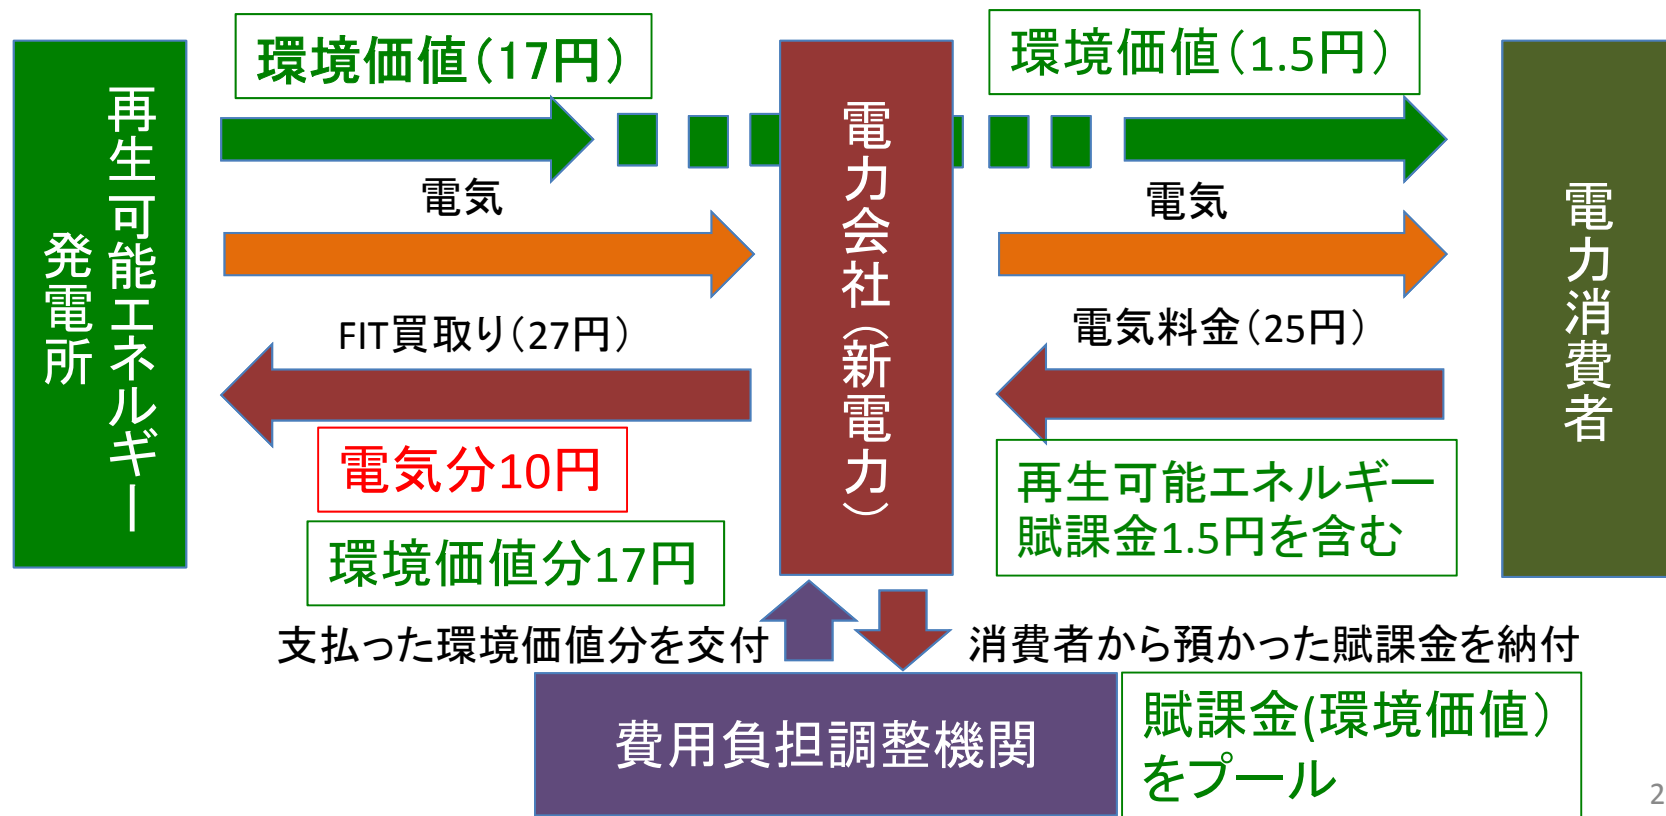 環境価値（17円）
環境価値（1.5円）
再生可能エネルギー
発電所
電力会社（新電力）
電力消費者
電気
電気
FIT買取り（27円）
電気料金（25円）
電気分10円
環境価値分17円
再生可能エネルギー
賦課金1.5円を含む
支払った環境価値分を交付
消費者から預かった賦課金を納付
費用負担調整機関
賦課金(環境価値）
をプール
2